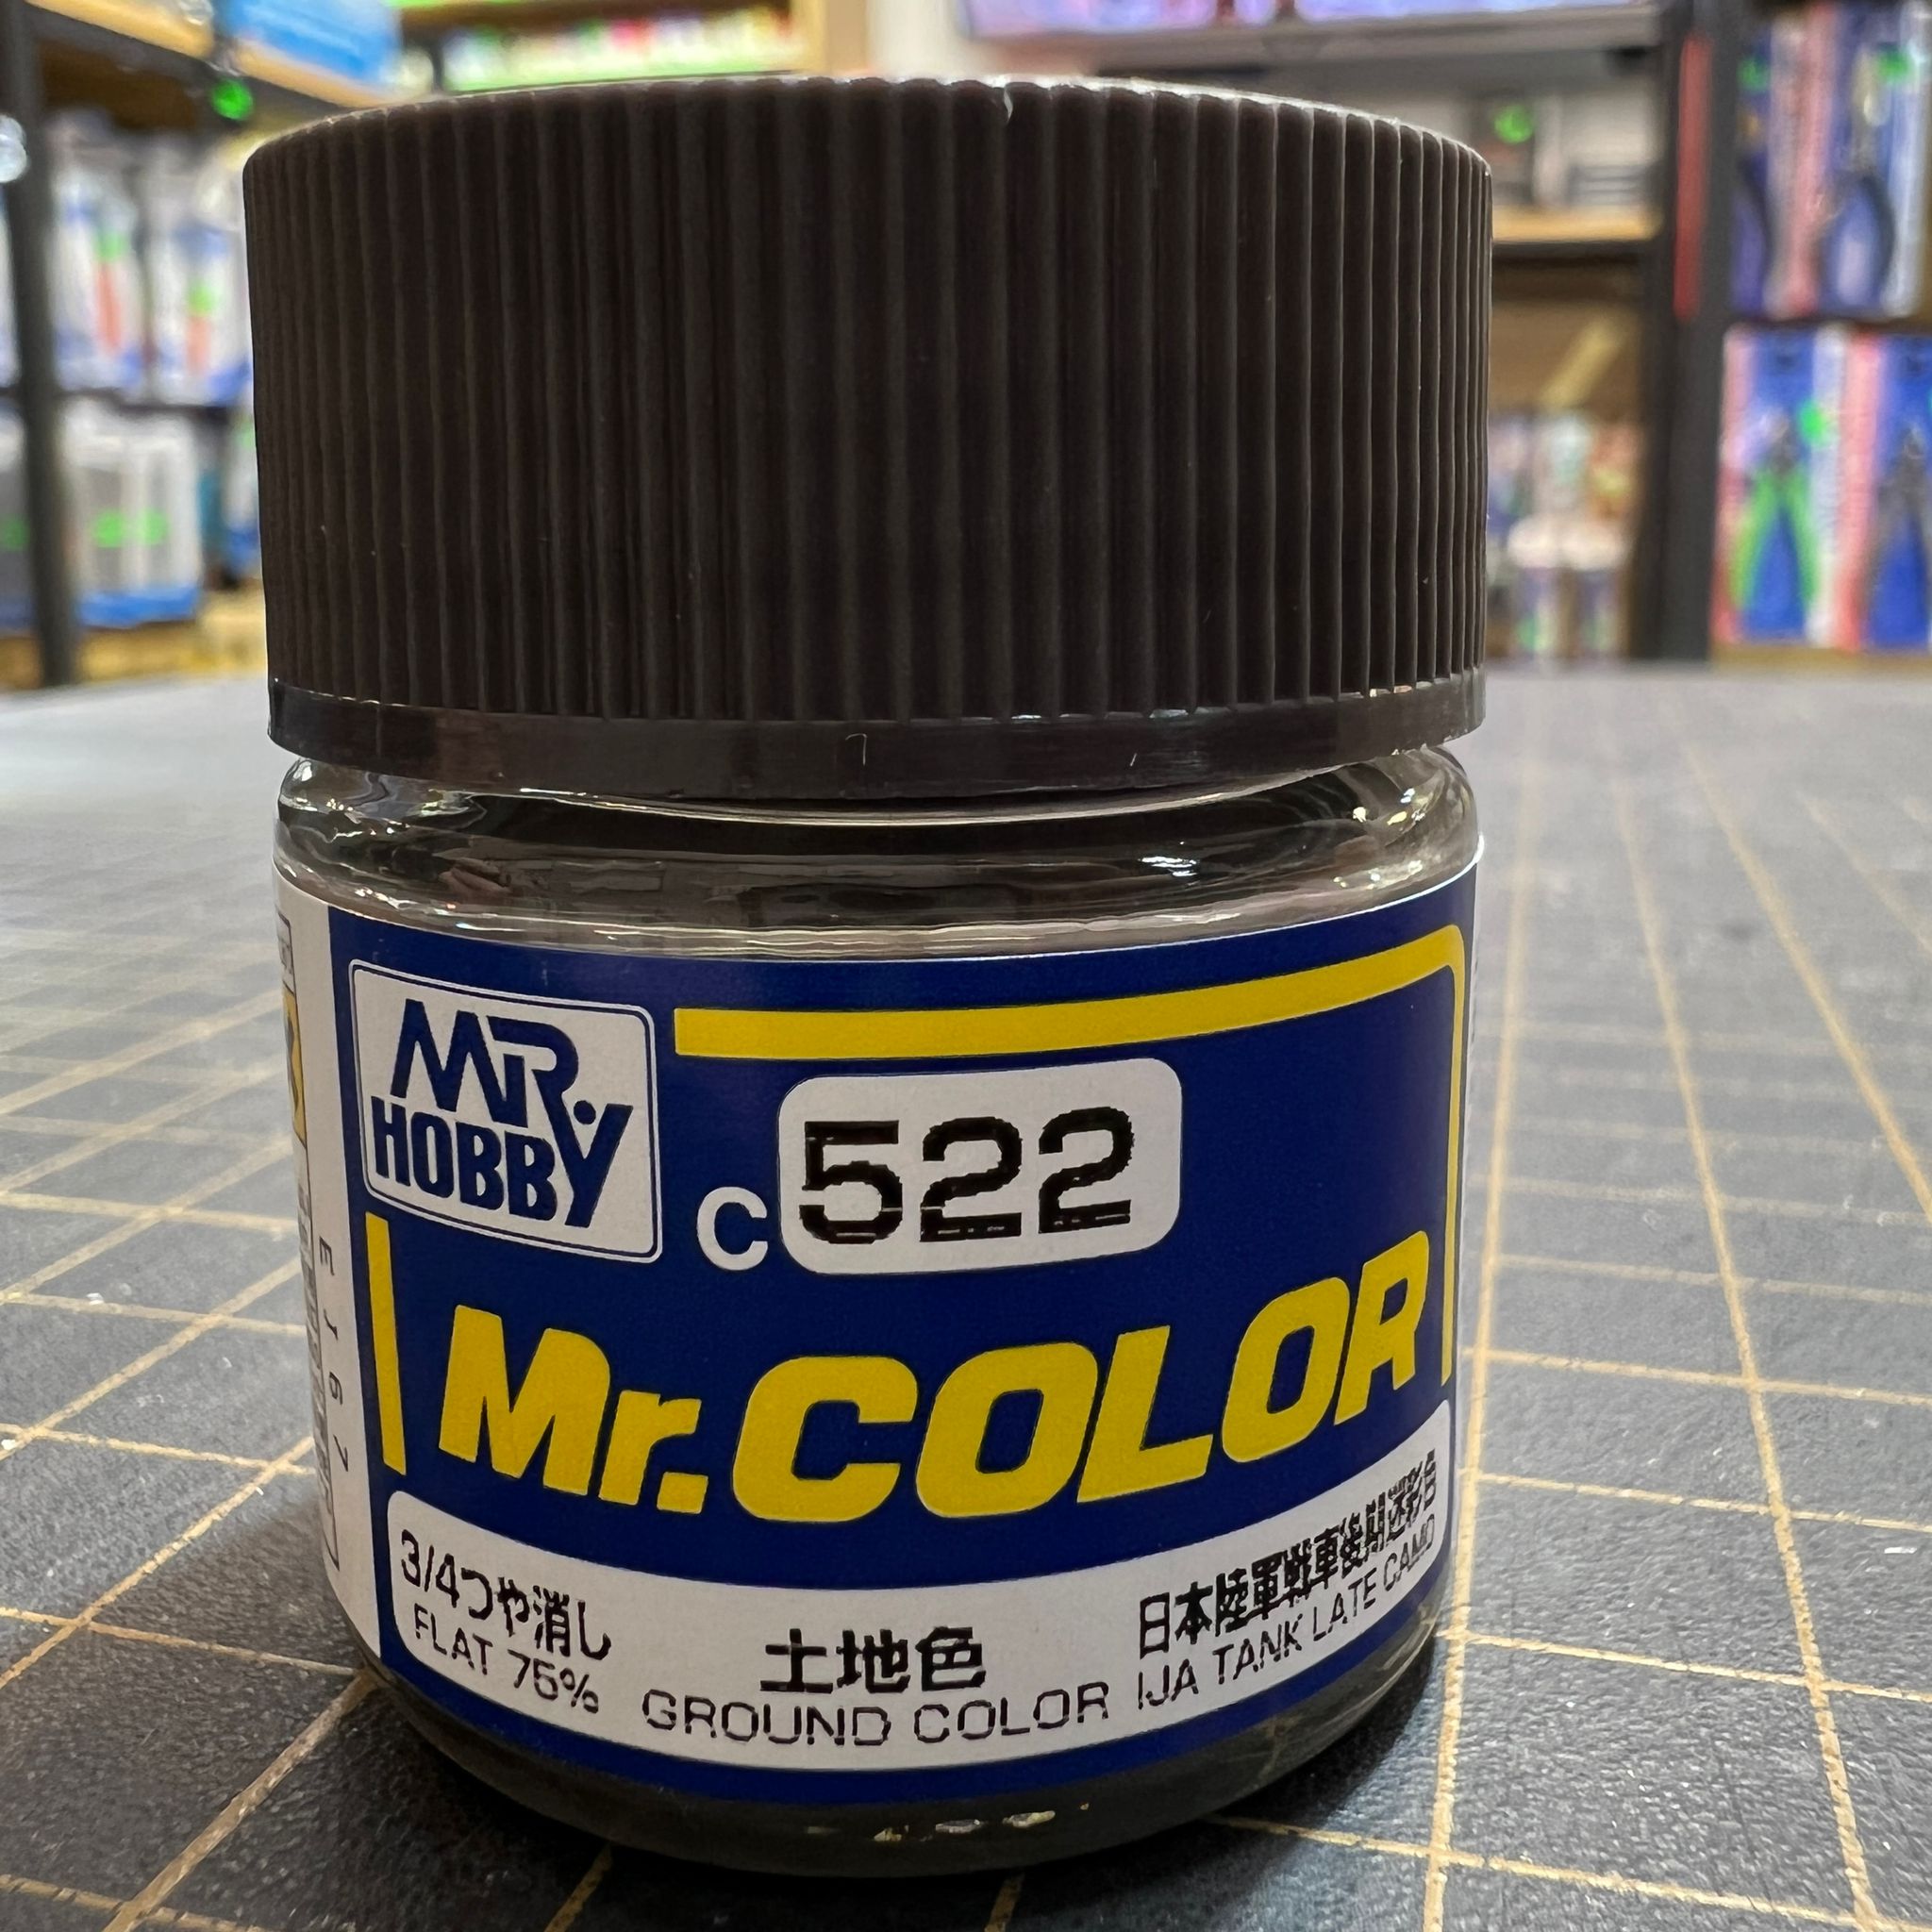 MR.
HOBBY
C 522
Mr.COLOR
3/4つや消し
FLAT 75%
土地色
GROUND COLOR
日本陸軍戦車後期迷彩色
IJA TANK LATE CAMO
EJ67